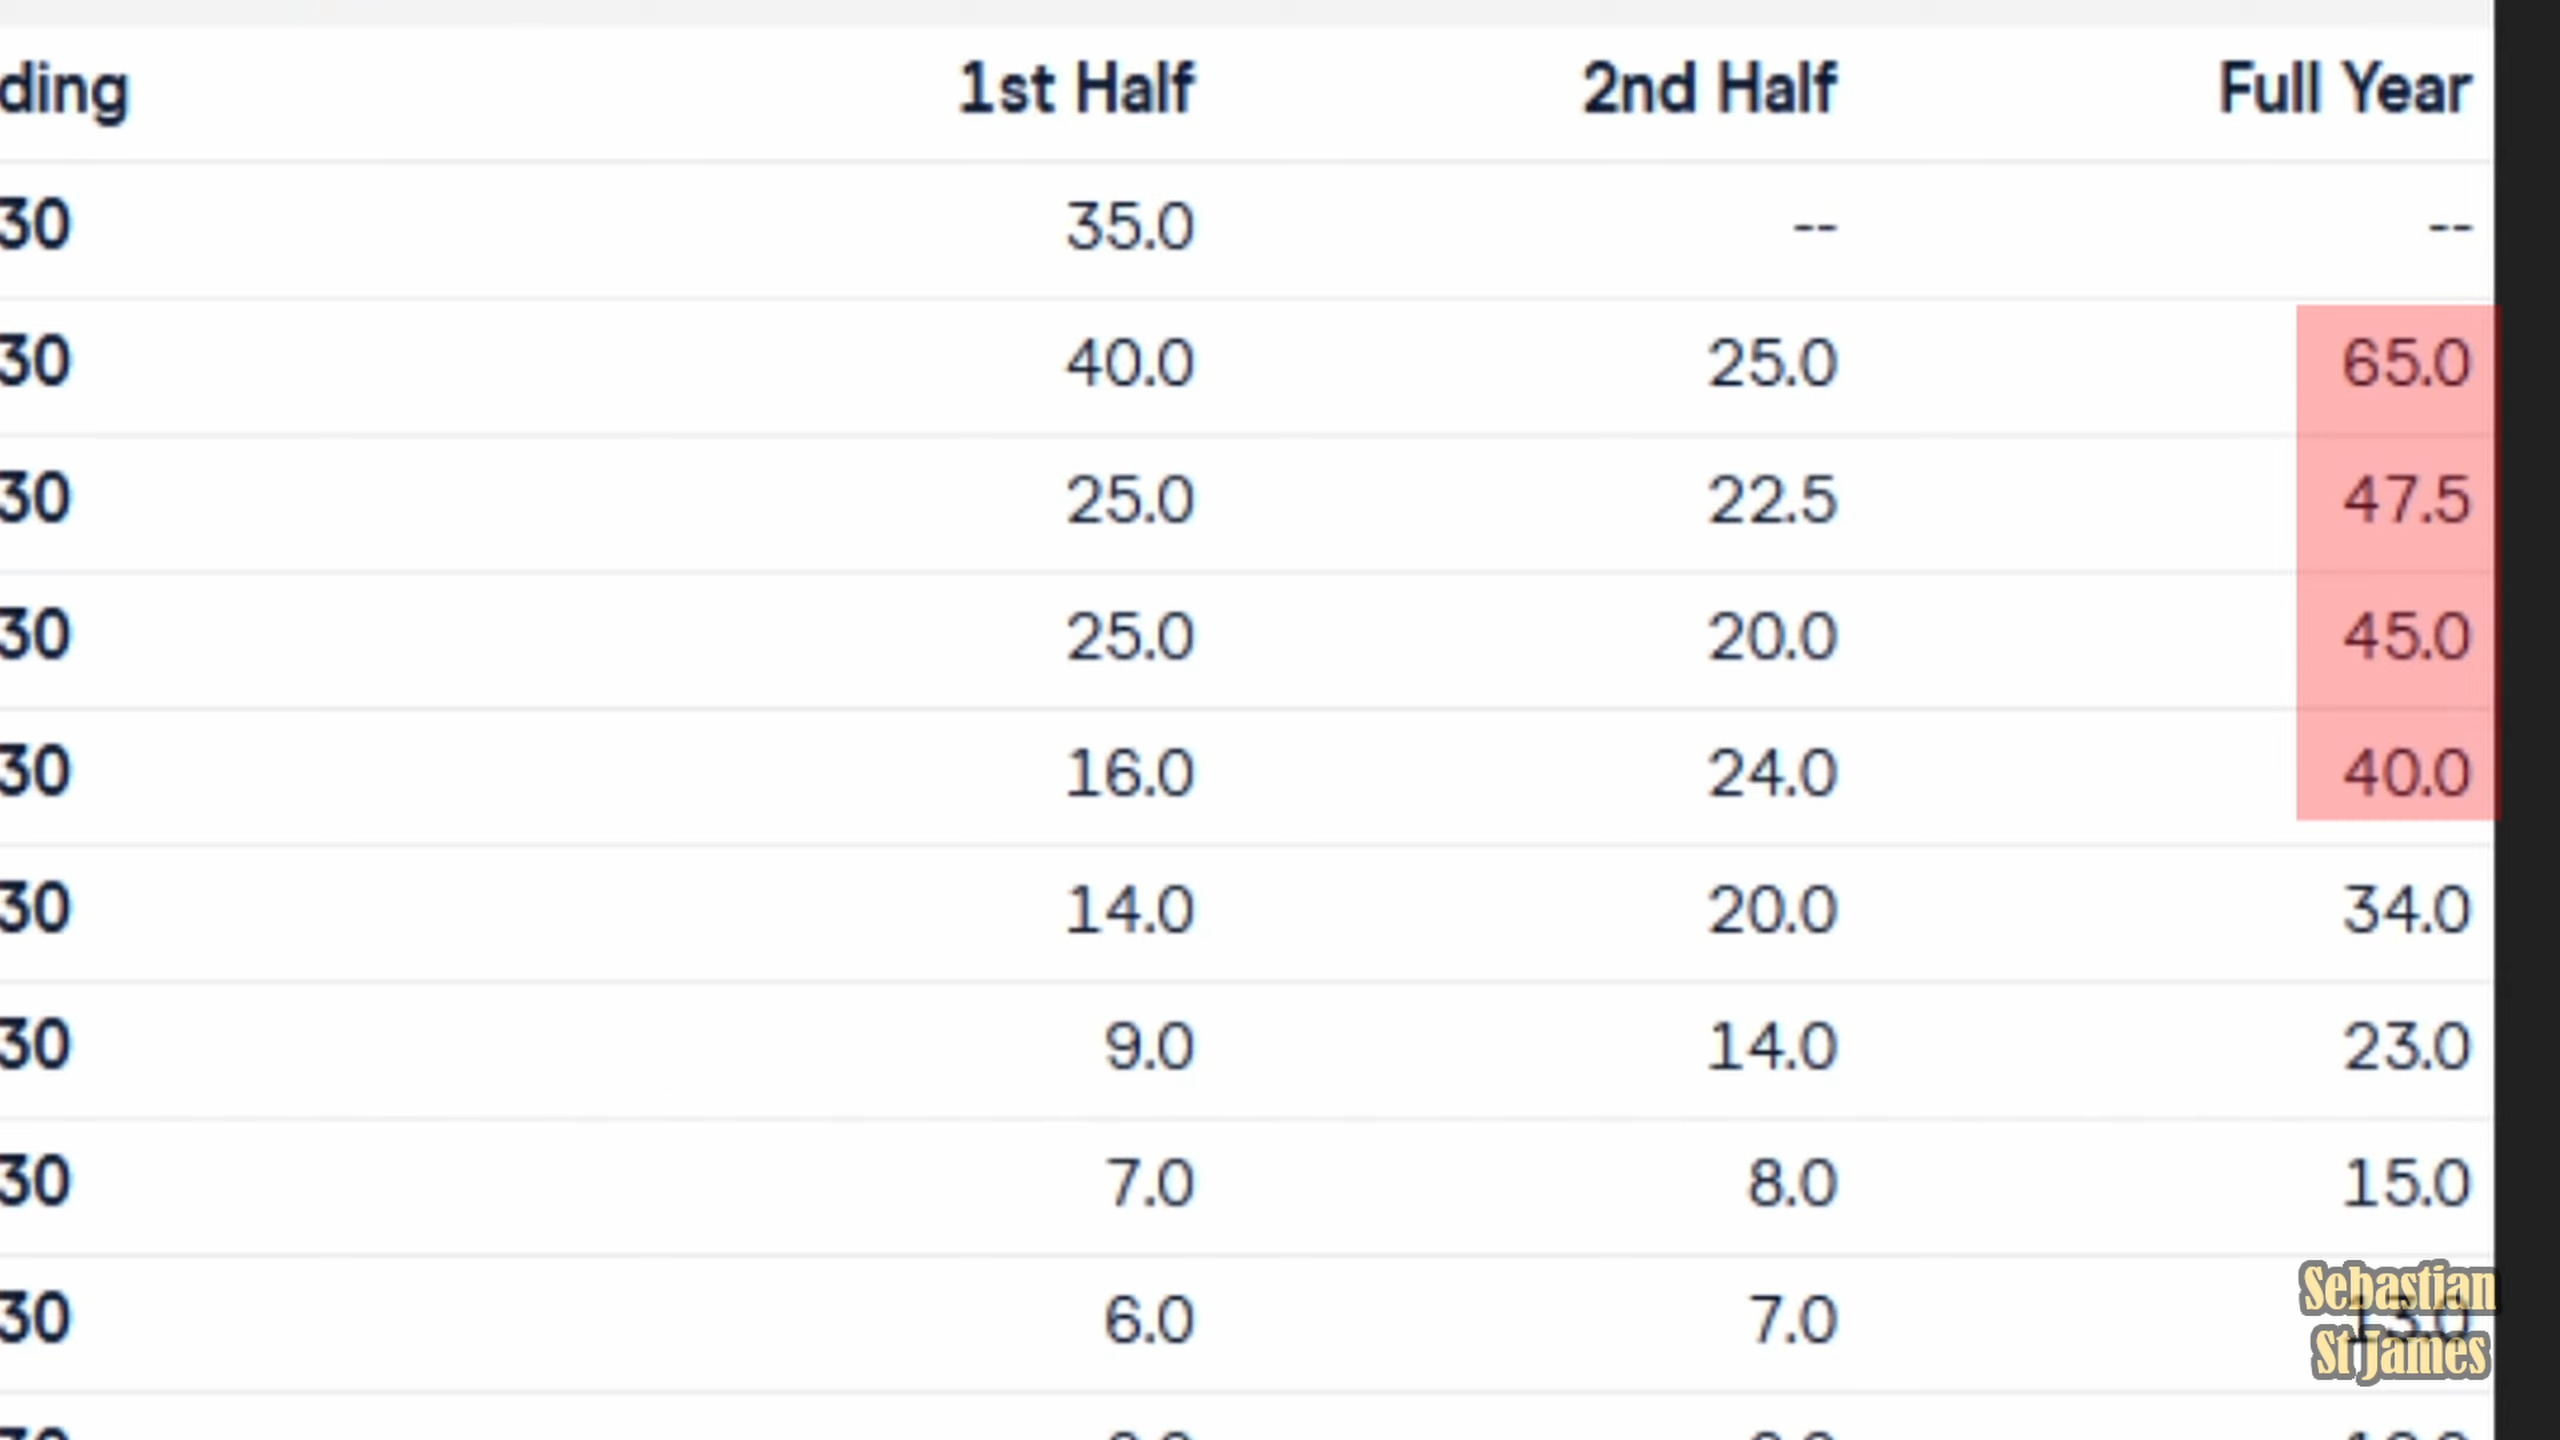 ding 1st Half 2nd Half Full Year
30 35.0 -- --
30 40.0 25.0 65.0
30 25.0 22.5 47.5
30 25.0 20.0 45.0
30 16.0 24.0 40.0
30 14.0 20.0 34.0
30 9.0 14.0 23.0
30 7.0 8.0 15.0
30 6.0 7.0 13.0
Sebastian
St James